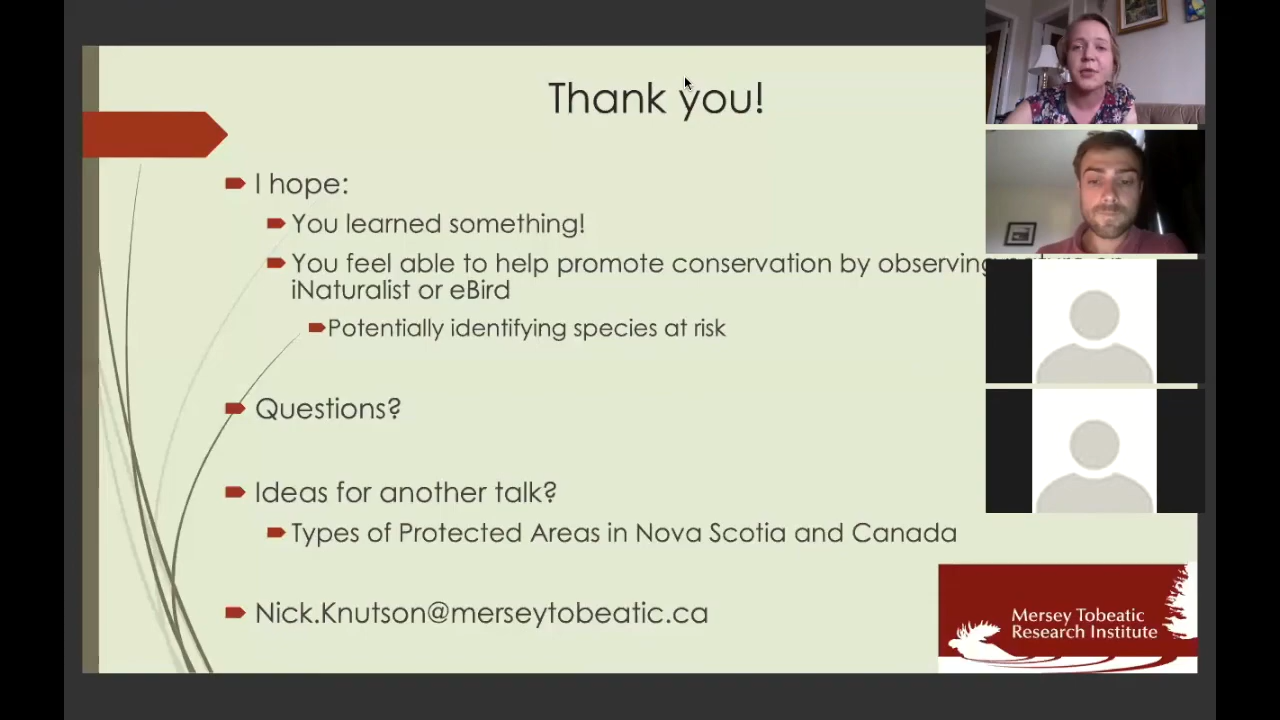 Thank you!
I hope:
You learned something!
You feel able to help promote conservation by observing
iNaturalist or eBird
Potentially identifying species at risk
Questions?
Ideas for another talk?
Types of Protected Areas in Nova Scotia and Canada
Nick.Knutson@merseytobeatic.ca
Mersey Tobeatic
Research Institute